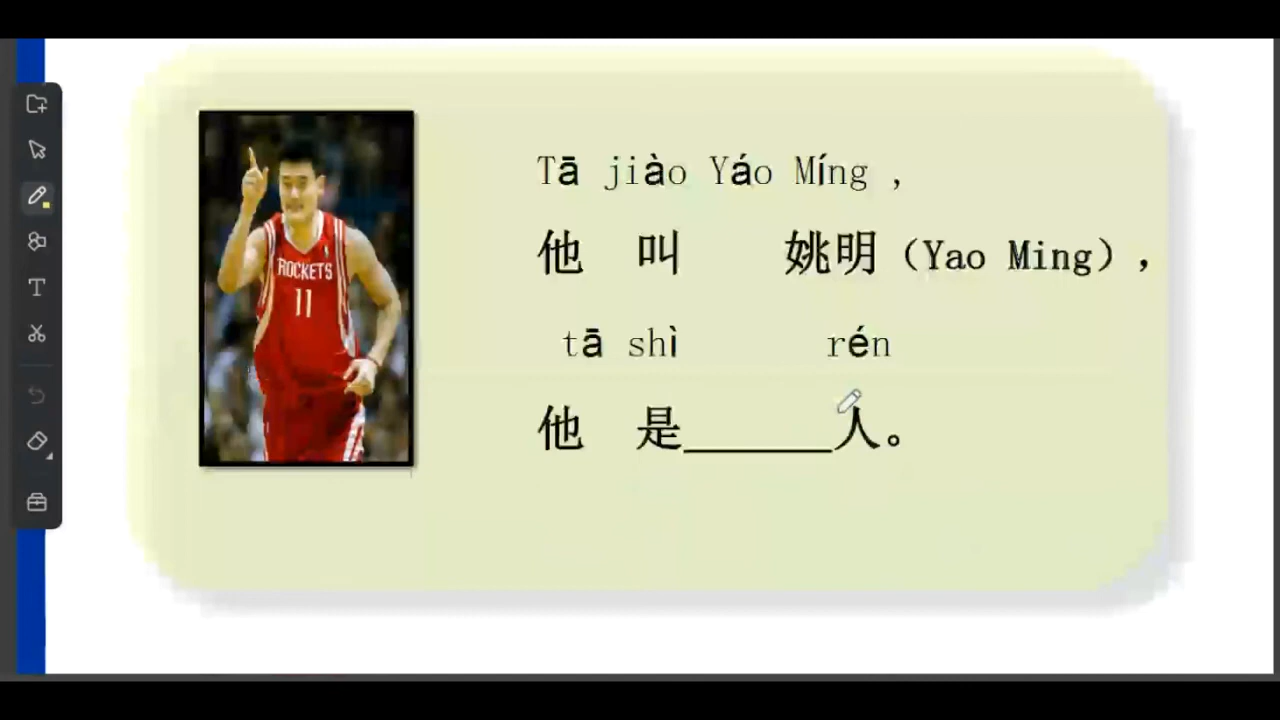 Tā jiào Yáo Míng ,
他 叫 姚明（Yao Ming），
tā shì rén
他 是______人。
ROCKETS
11
T